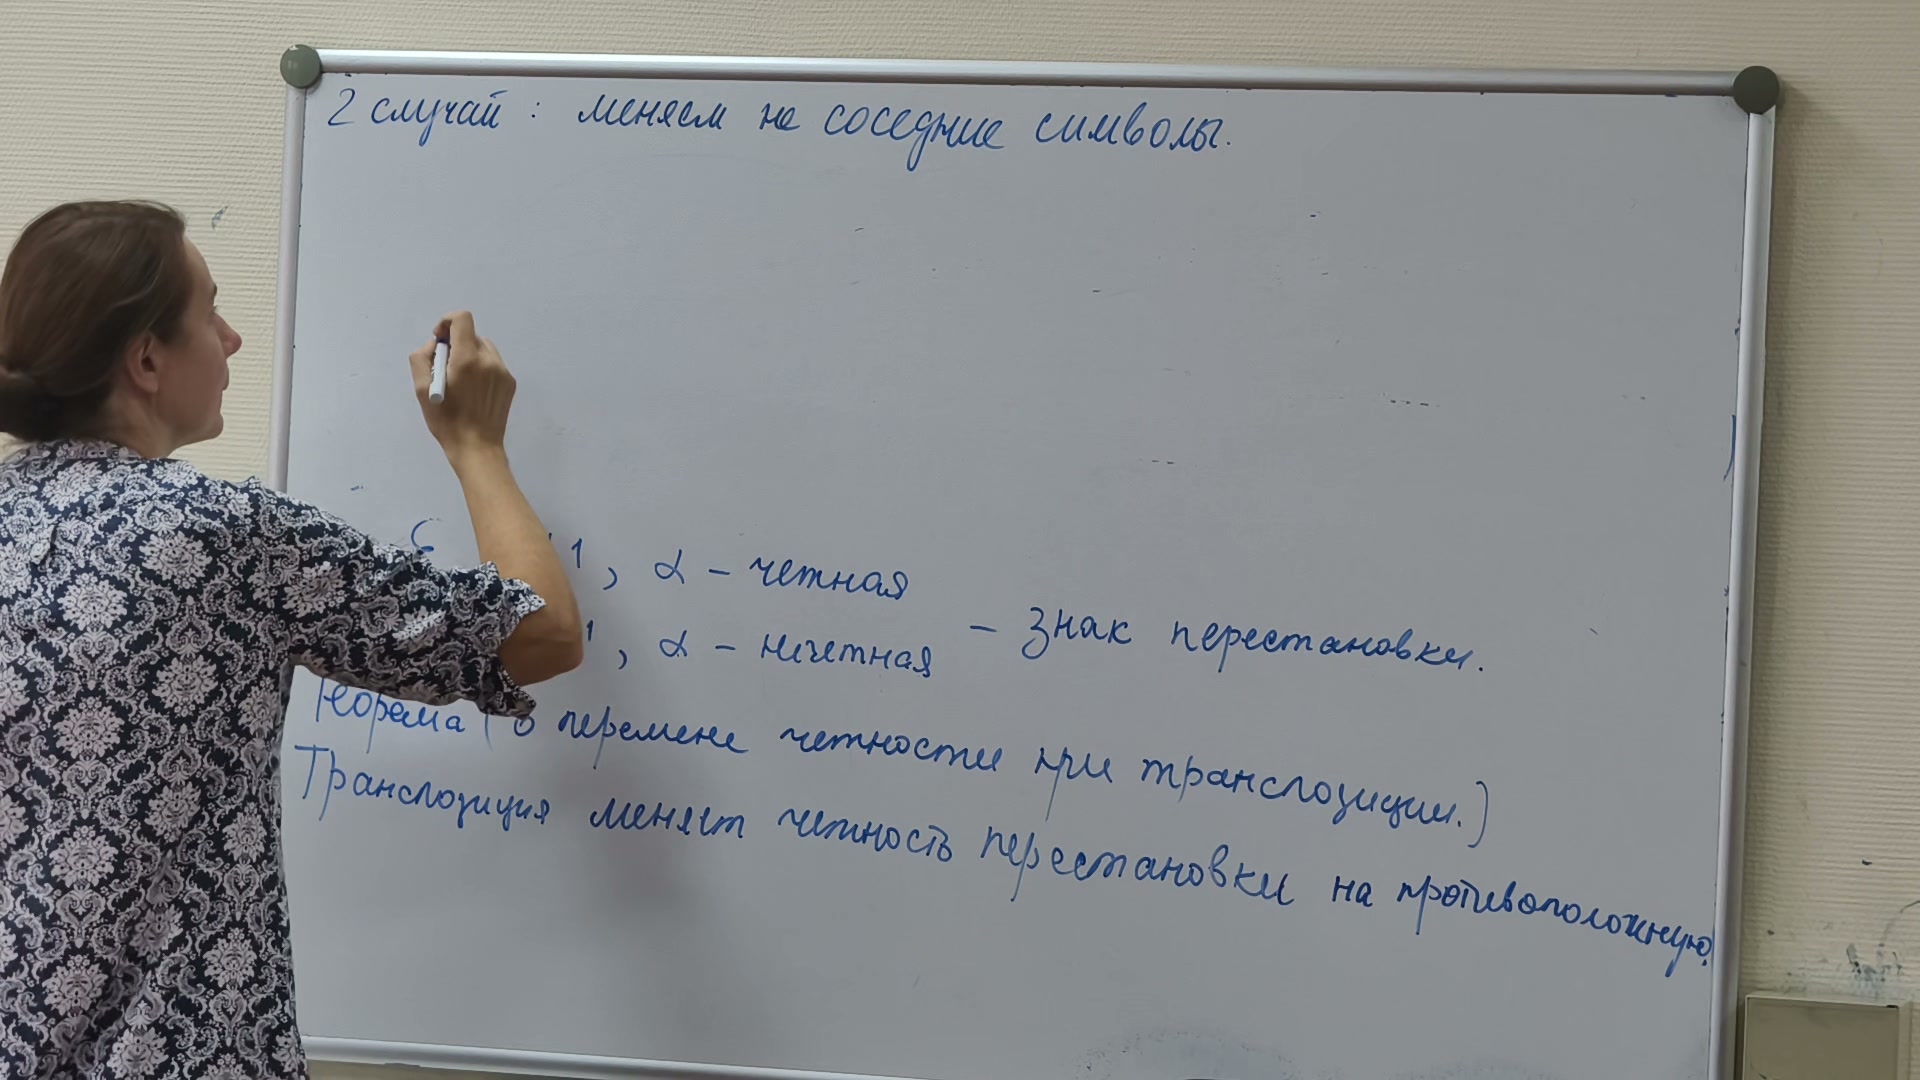 2 случай : меняем не соседние символы.
1, α – четная
1, α – нечетная – знак перестановки.
Теорема ( о перемене четности при транспозиции.)
Транспозиция меняет четность перестановки на противоположную.